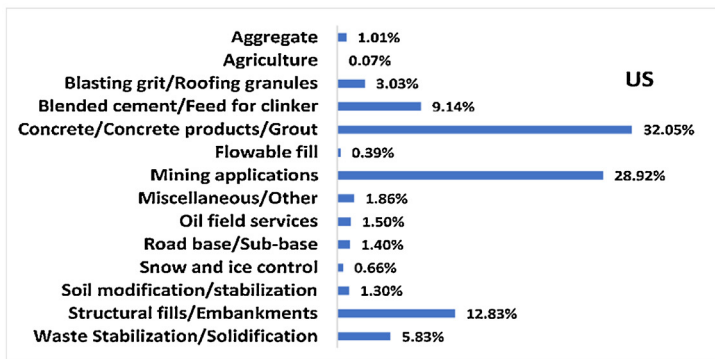 Aggregate 1.01%
Agriculture 0.07%
Blasting grit/Roofing granules 3.03%
US
Blended cement/Feed for clinker 9.14%
Concrete/Concrete products/Grout 32.05%
Flowable fill 0.39%
Mining applications 28.92%
Miscellaneous/Other 1.86%
Oil field services 1.50%
Road base/Sub-base 1.40%
Snow and ice control 0.66%
Soil modification/stabilization 1.30%
Structural fills/Embankments 12.83%
Waste Stabilization/Solidification 5.83%